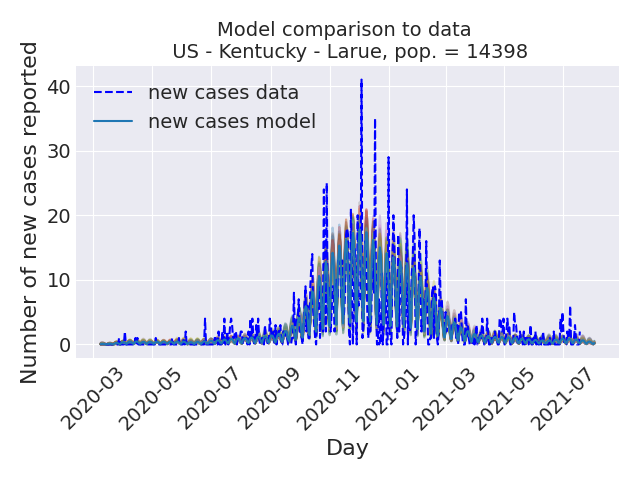 Model comparison to data
US - Kentucky - Larue, pop. = 14398
Number of new cases reported
40
30
20
10
0
new cases data
new cases model
2020-03
2020-05
2020-07
2020-09
2020-11
2021-01
2021-03
2021-05
2021-07
Day